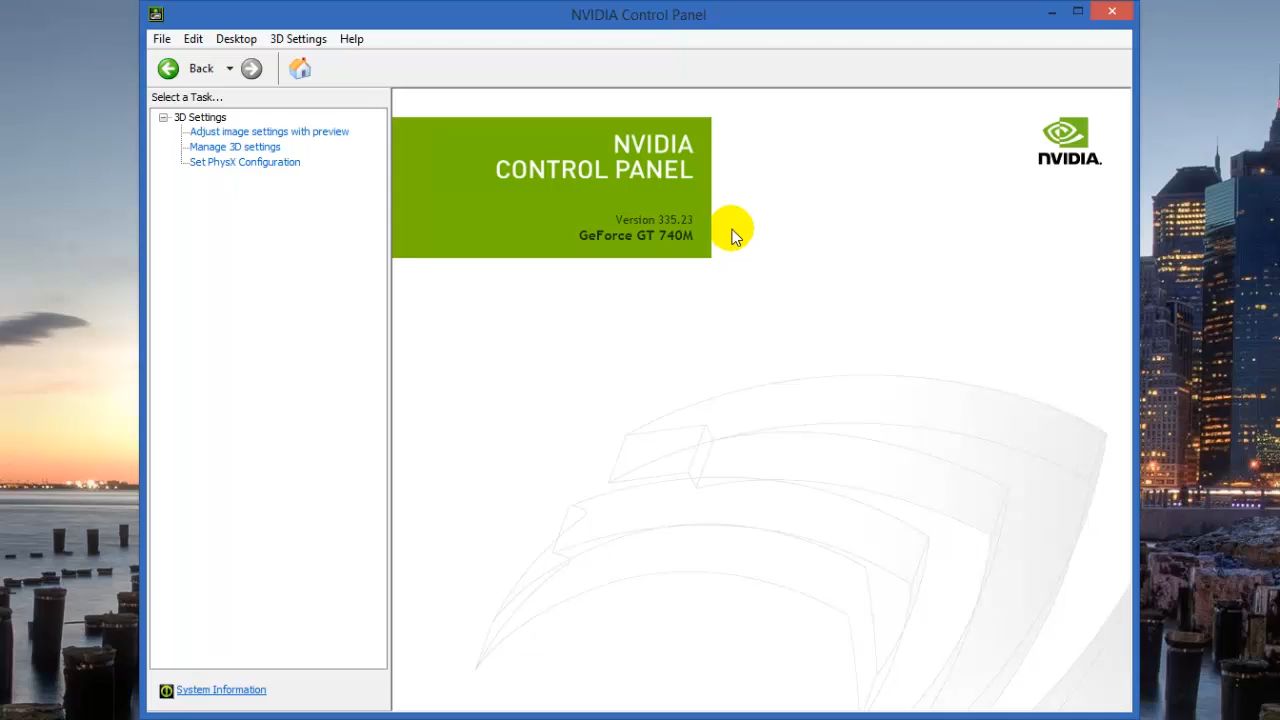 NVIDIA Control Panel
File Edit Desktop 3D Settings Help
Back
Select a Task...
3D Settings
Adjust image settings with preview
Manage 3D settings
Set PhysX Configuration
NVIDIA
CONTROL PANEL
Version 335.23
GeForce GT 740M
NVIDIA.
System Information